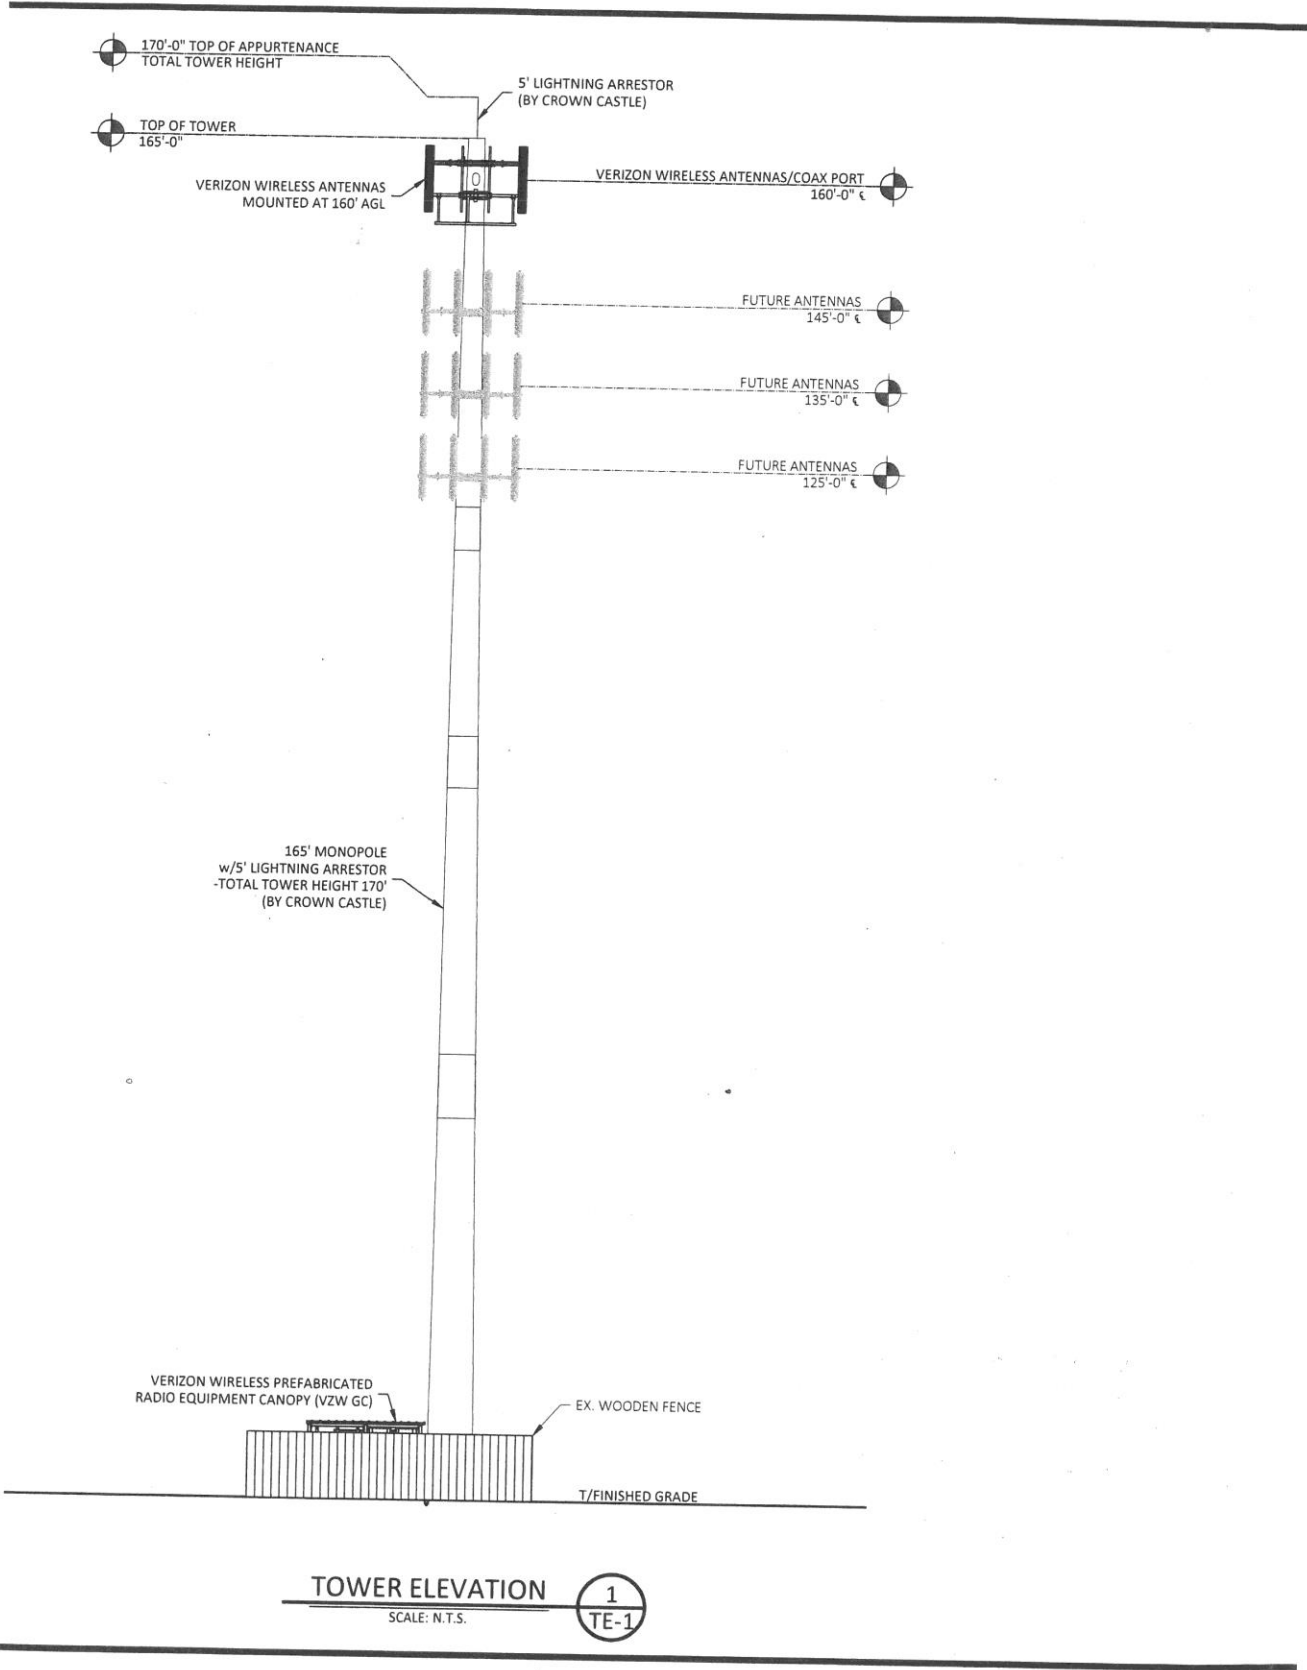 170'-0" TOP OF APPURTENANCE
TOTAL TOWER HEIGHT
5' LIGHTNING ARRESTOR
(BY CROWN CASTLE)
TOP OF TOWER
165'-0"
VERIZON WIRELESS ANTENNAS
MOUNTED AT 160' AGL
VERIZON WIRELESS ANTENNAS/COAX PORT
160'-0" ℄
FUTURE ANTENNAS
145'-0" ℄
FUTURE ANTENNAS
135'-0" ℄
FUTURE ANTENNAS
125'-0" ℄
165' MONOPOLE
w/5' LIGHTNING ARRESTOR
-TOTAL TOWER HEIGHT 170'
(BY CROWN CASTLE)
VERIZON WIRELESS PREFABRICATED
RADIO EQUIPMENT CANOPY (VZW GC)
EX. WOODEN FENCE
T/FINISHED GRADE
TOWER ELEVATION
SCALE: N.T.S.
1
TE-1